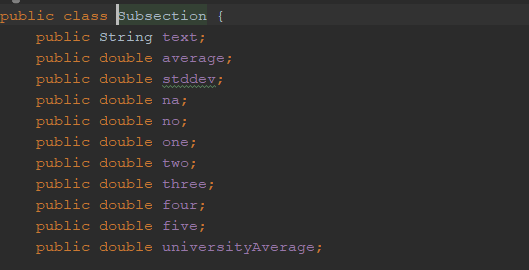 public class Subsection {
public String text;
public double average;
public double stddev;
public double na;
public double no;
public double one;
public double two;
public double three;
public double four;
public double five;
public double universityAverage;